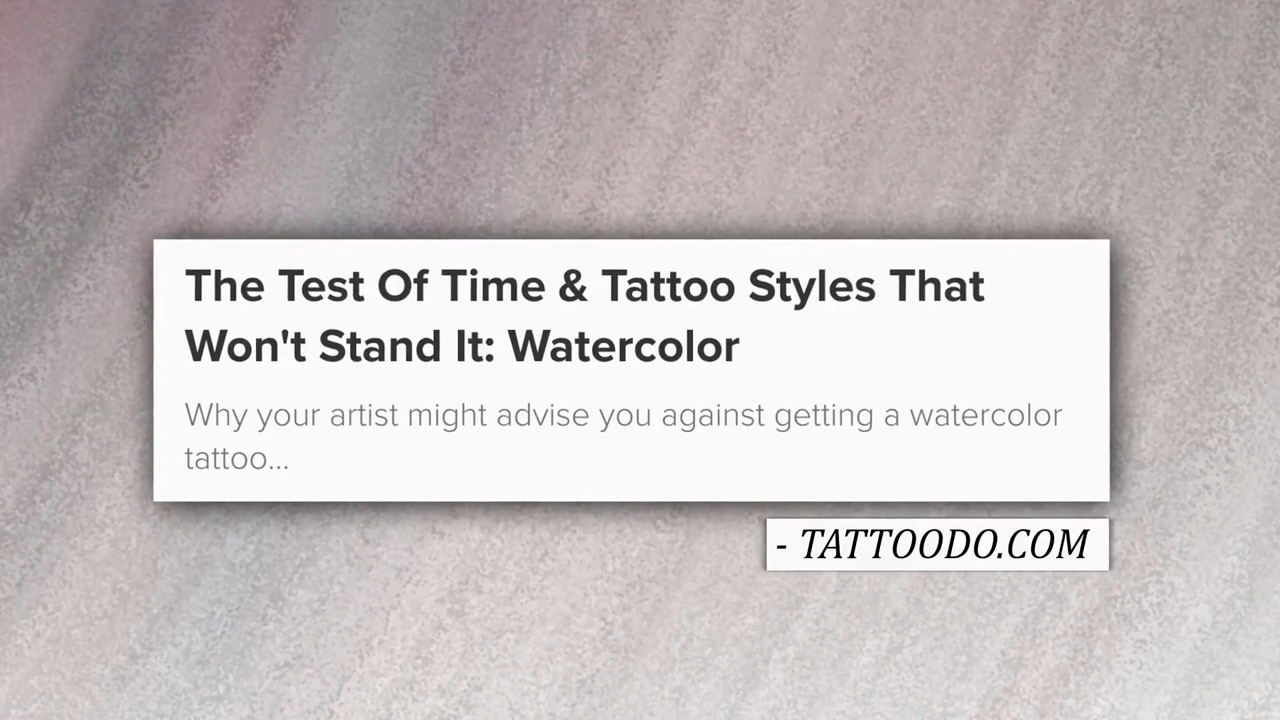 The Test Of Time & Tattoo Styles That
Won't Stand It: Watercolor
Why your artist might advise you against getting a watercolor
tattoo...
- TATTOODO.COM